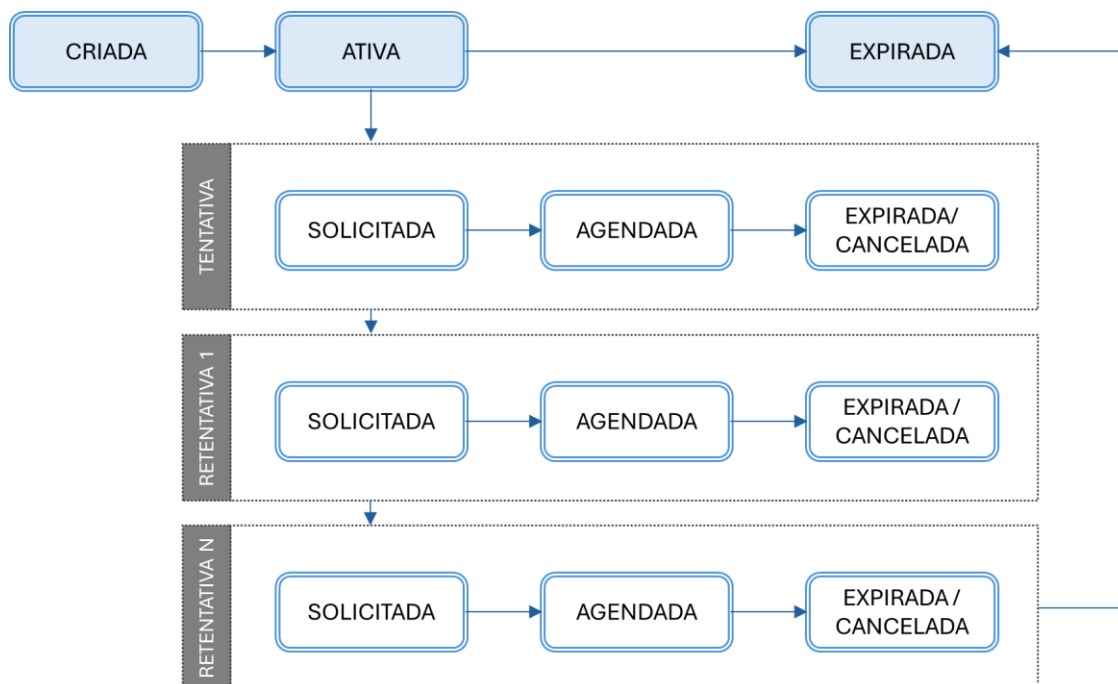 CRIADA
ATIVA
EXPIRADA
TENTATIVA
SOLICITADA
AGENDADA
EXPIRADA/
CANCELADA
RETENTATIVA 1
SOLICITADA
AGENDADA
EXPIRADA /
CANCELADA
RETENTATIVA N
SOLICITADA
AGENDADA
EXPIRADA /
CANCELADA